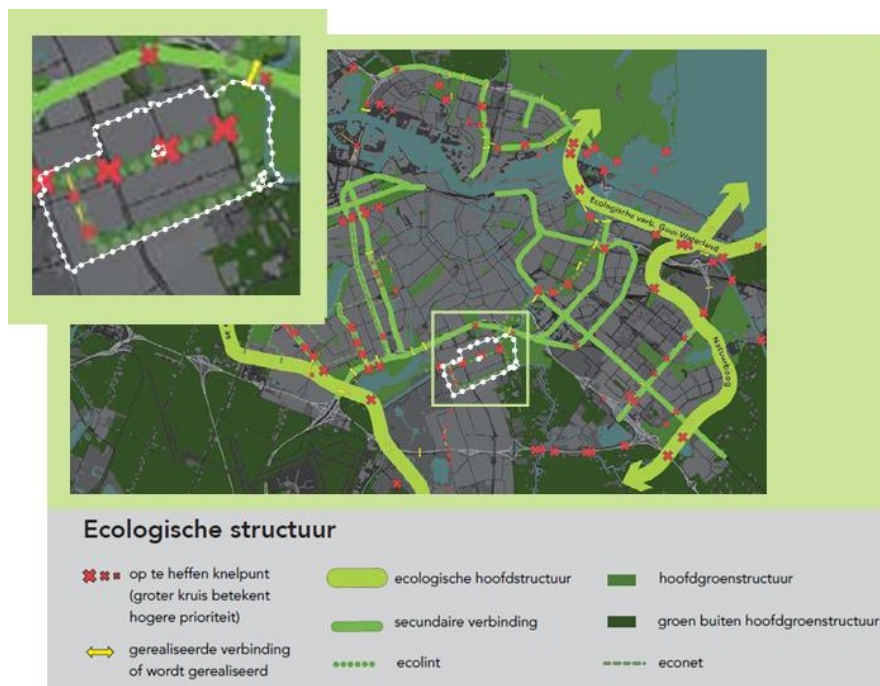 Ecologische verb. Gooi Waterland
Natuurboog
Ecologische structuur
op te heffen knelpunt
(groter kruis betekent
hogere prioriteit)
gerealiseerde verbinding
of wordt gerealiseerd
ecologische hoofdstructuur
secundaire verbinding
ecolint
hoofdgroenstructuur
groen buiten hoofdgroenstructuur
econet